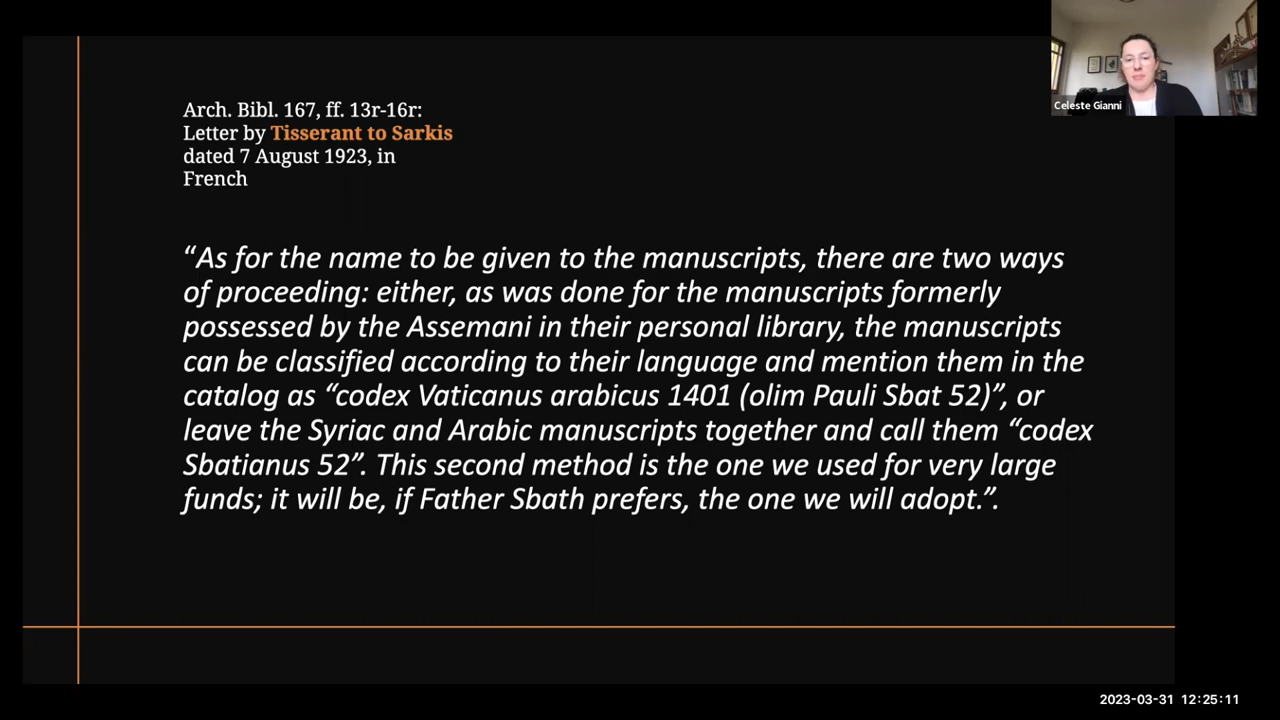 Celeste Gianni
Arch. Bibl. 167, ff. 13r-16r:
Letter by Tisserant to Sarkis
dated 7 August 1923, in
French
“As for the name to be given to the manuscripts, there are two ways
of proceeding: either, as was done for the manuscripts formerly
possessed by the Assemani in their personal library, the manuscripts
can be classified according to their language and mention them in the
catalog as “codex Vaticanus arabicus 1401 (olim Pauli Sbat 52)”, or
leave the Syriac and Arabic manuscripts together and call them “codex
Sbatianus 52”. This second method is the one we used for very large
funds; it will be, if Father Sbath prefers, the one we will adopt.”.
2023-03-31 12:25:11